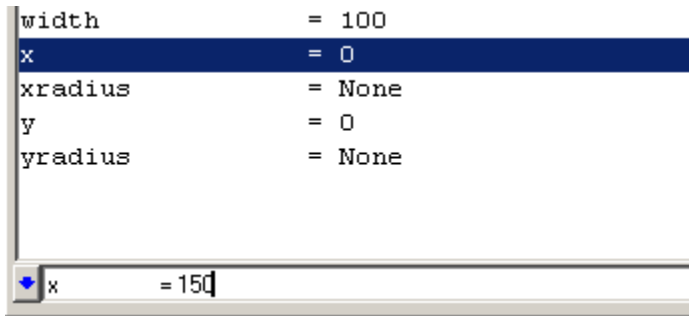 width = 100
x = 0
xradius = None
y = 0
yradius = None
x = 150